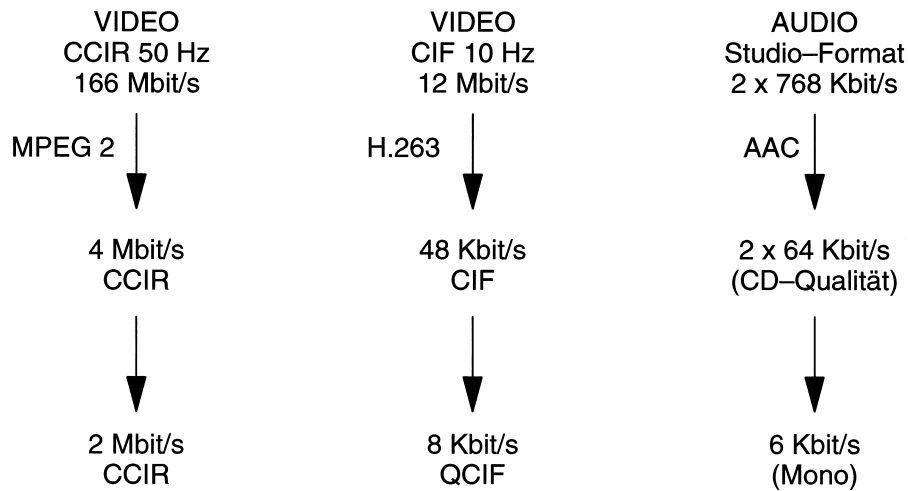 VIDEO
CCIR 50 Hz
166 Mbit/s
MPEG 2
4 Mbit/s
CCIR
2 Mbit/s
CCIR
VIDEO
CIF 10 Hz
12 Mbit/s
H.263
48 Kbit/s
CIF
8 Kbit/s
QCIF
AUDIO
Studio–Format
2 x 768 Kbit/s
AAC
2 x 64 Kbit/s
(CD–Qualität)
6 Kbit/s
(Mono)